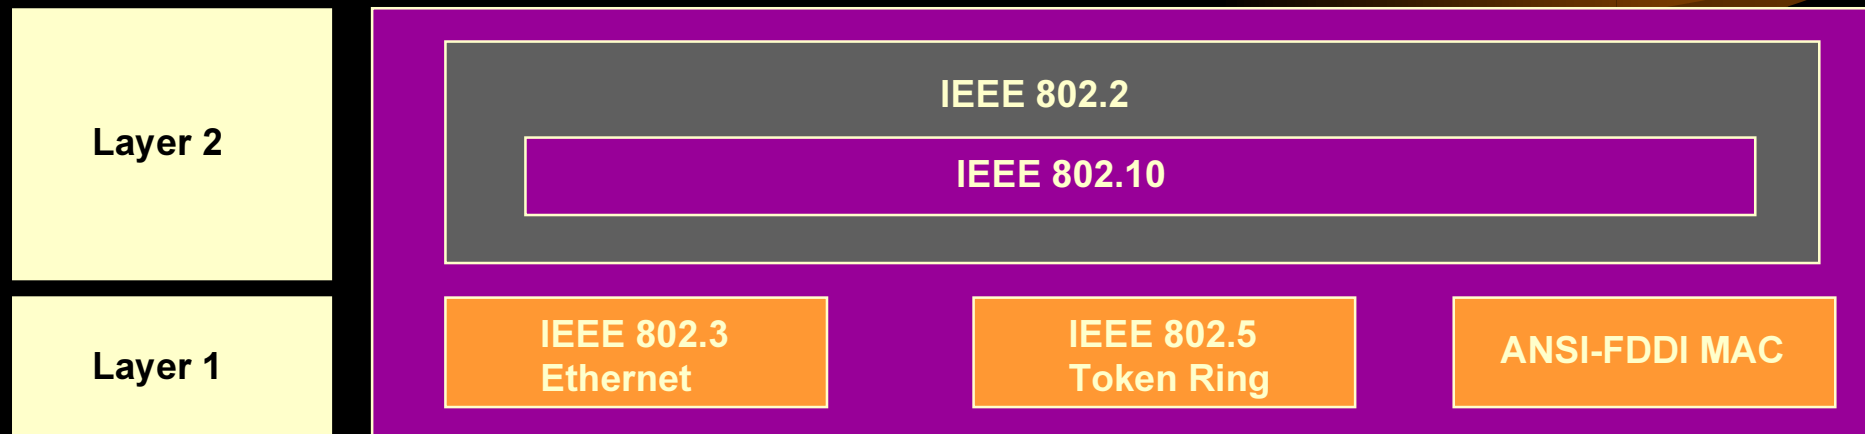 Layer 2
IEEE 802.2
IEEE 802.10
Layer 1
IEEE 802.3
Ethernet
IEEE 802.5
Token Ring
ANSI-FDDI MAC